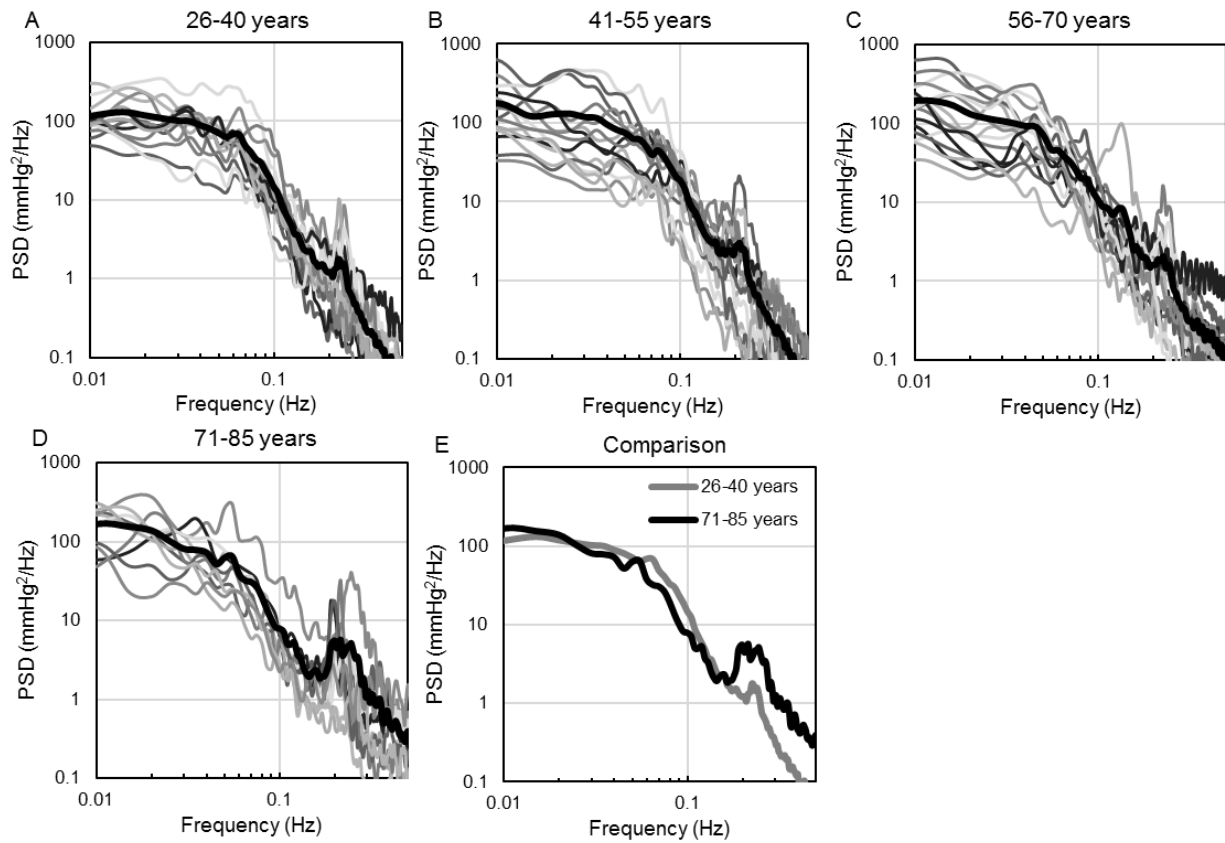 A
26-40 years
1000
100
10
1
0.1
PSD (mmHg²/Hz)
0.01
0.1
Frequency (Hz)
B
41-55 years
1000
100
10
1
0.1
PSD (mmHg²/Hz)
0.01
0.1
Frequency (Hz)
C
56-70 years
1000
100
10
1
0.1
PSD (mmHg²/Hz)
0.01
0.1
Frequency (Hz)
D
71-85 years
1000
100
10
1
0.1
PSD (mmHg²/Hz)
0.01
0.1
Frequency (Hz)
E
Comparison
1000
100
10
1
0.1
PSD (mmHg²/Hz)
26-40 years
71-85 years
0.01
0.1
Frequency (Hz)